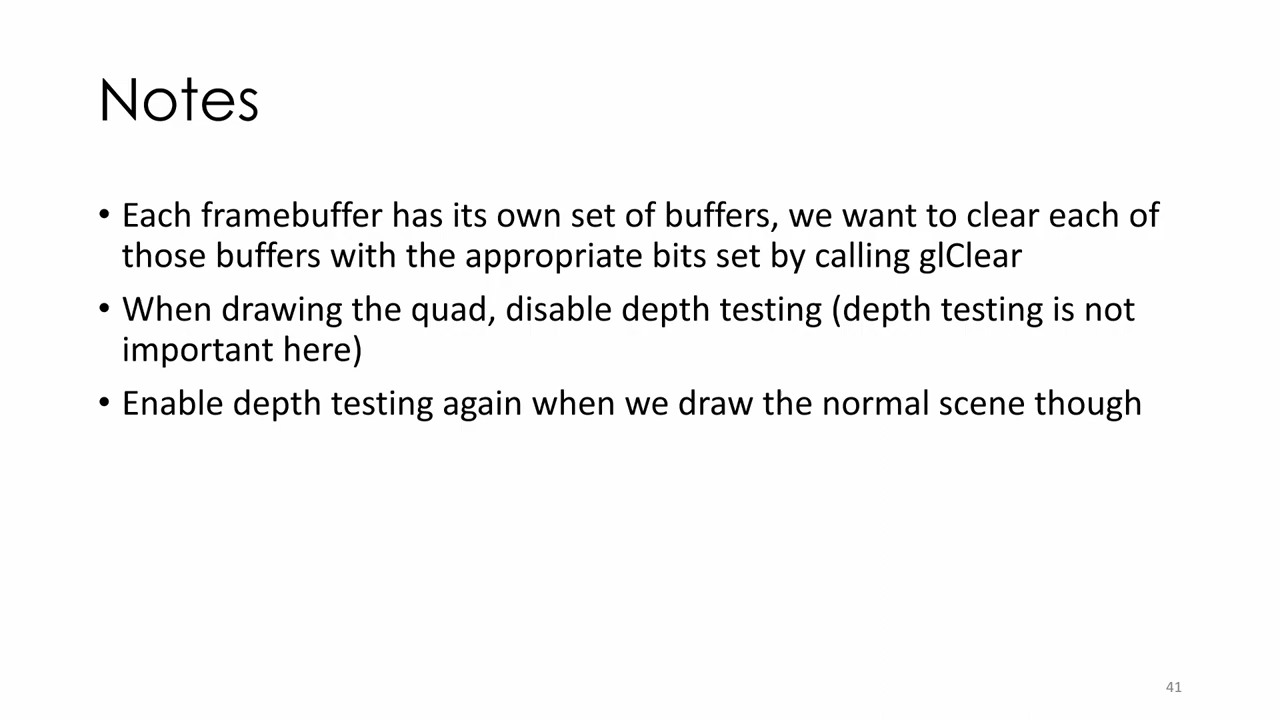 Notes
• Each framebuffer has its own set of buffers, we want to clear each of
those buffers with the appropriate bits set by calling glClear
• When drawing the quad, disable depth testing (depth testing is not
important here)
• Enable depth testing again when we draw the normal scene though
41